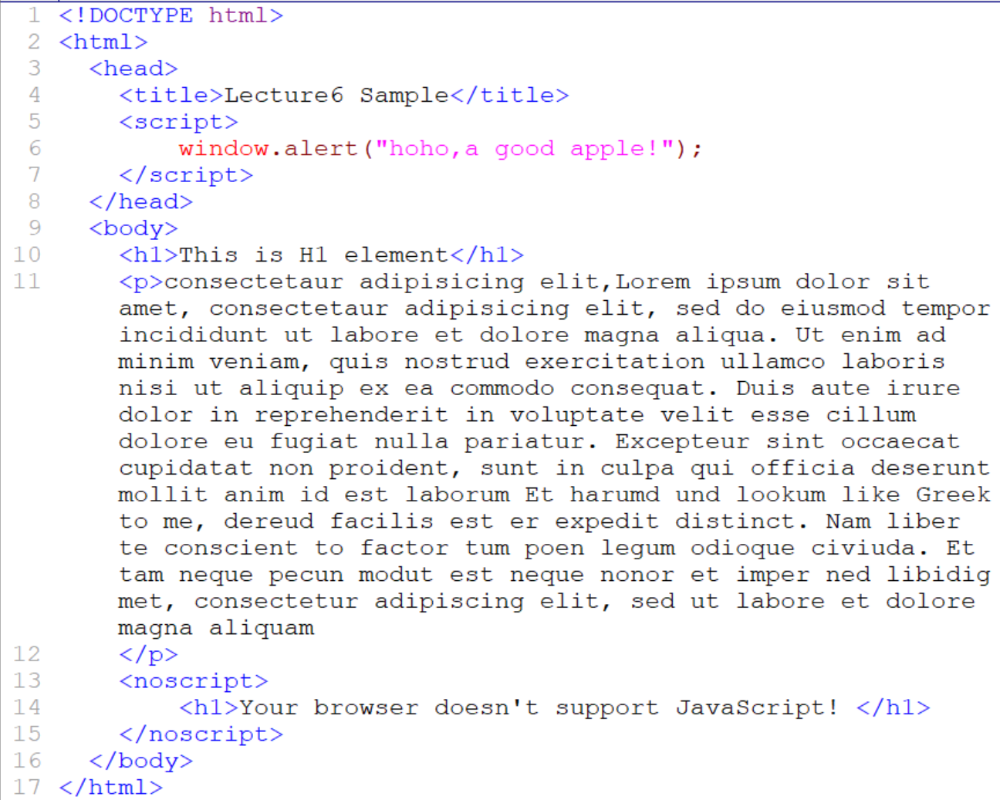 1 <!DOCTYPE html>
2 <html>
3 <head>
4 <title>Lecture6 Sample</title>
5 <script>
6 window.alert("hoho,a good apple!");
7 </script>
8 </head>
9 <body>
10 <h1>This is H1 element</h1>
11 <p>consectetaur adipisicing elit,Lorem ipsum dolor sit
amet, consectetaur adipisicing elit, sed do eiusmod tempor
incididunt ut labore et dolore magna aliqua. Ut enim ad
minim veniam, quis nostrud exercitation ullamco laboris
nisi ut aliquip ex ea commodo consequat. Duis aute irure
dolor in reprehenderit in voluptate velit esse cillum
dolore eu fugiat nulla pariatur. Excepteur sint occaecat
cupidatat non proident, sunt in culpa qui officia deserunt
mollit anim id est laborum Et harumd und lookum like Greek
to me, dereud facilis est er expedit distinct. Nam liber
te conscient to factor tum poen legum odioque civiuda. Et
tam neque pecun modut est neque nonor et imper ned libidig
met, consectetur adipiscing elit, sed ut labore et dolore
magna aliquam
12 </p>
13 <noscript>
14 <h1>Your browser doesn't support JavaScript! </h1>
15 </noscript>
16 </body>
17 </html>